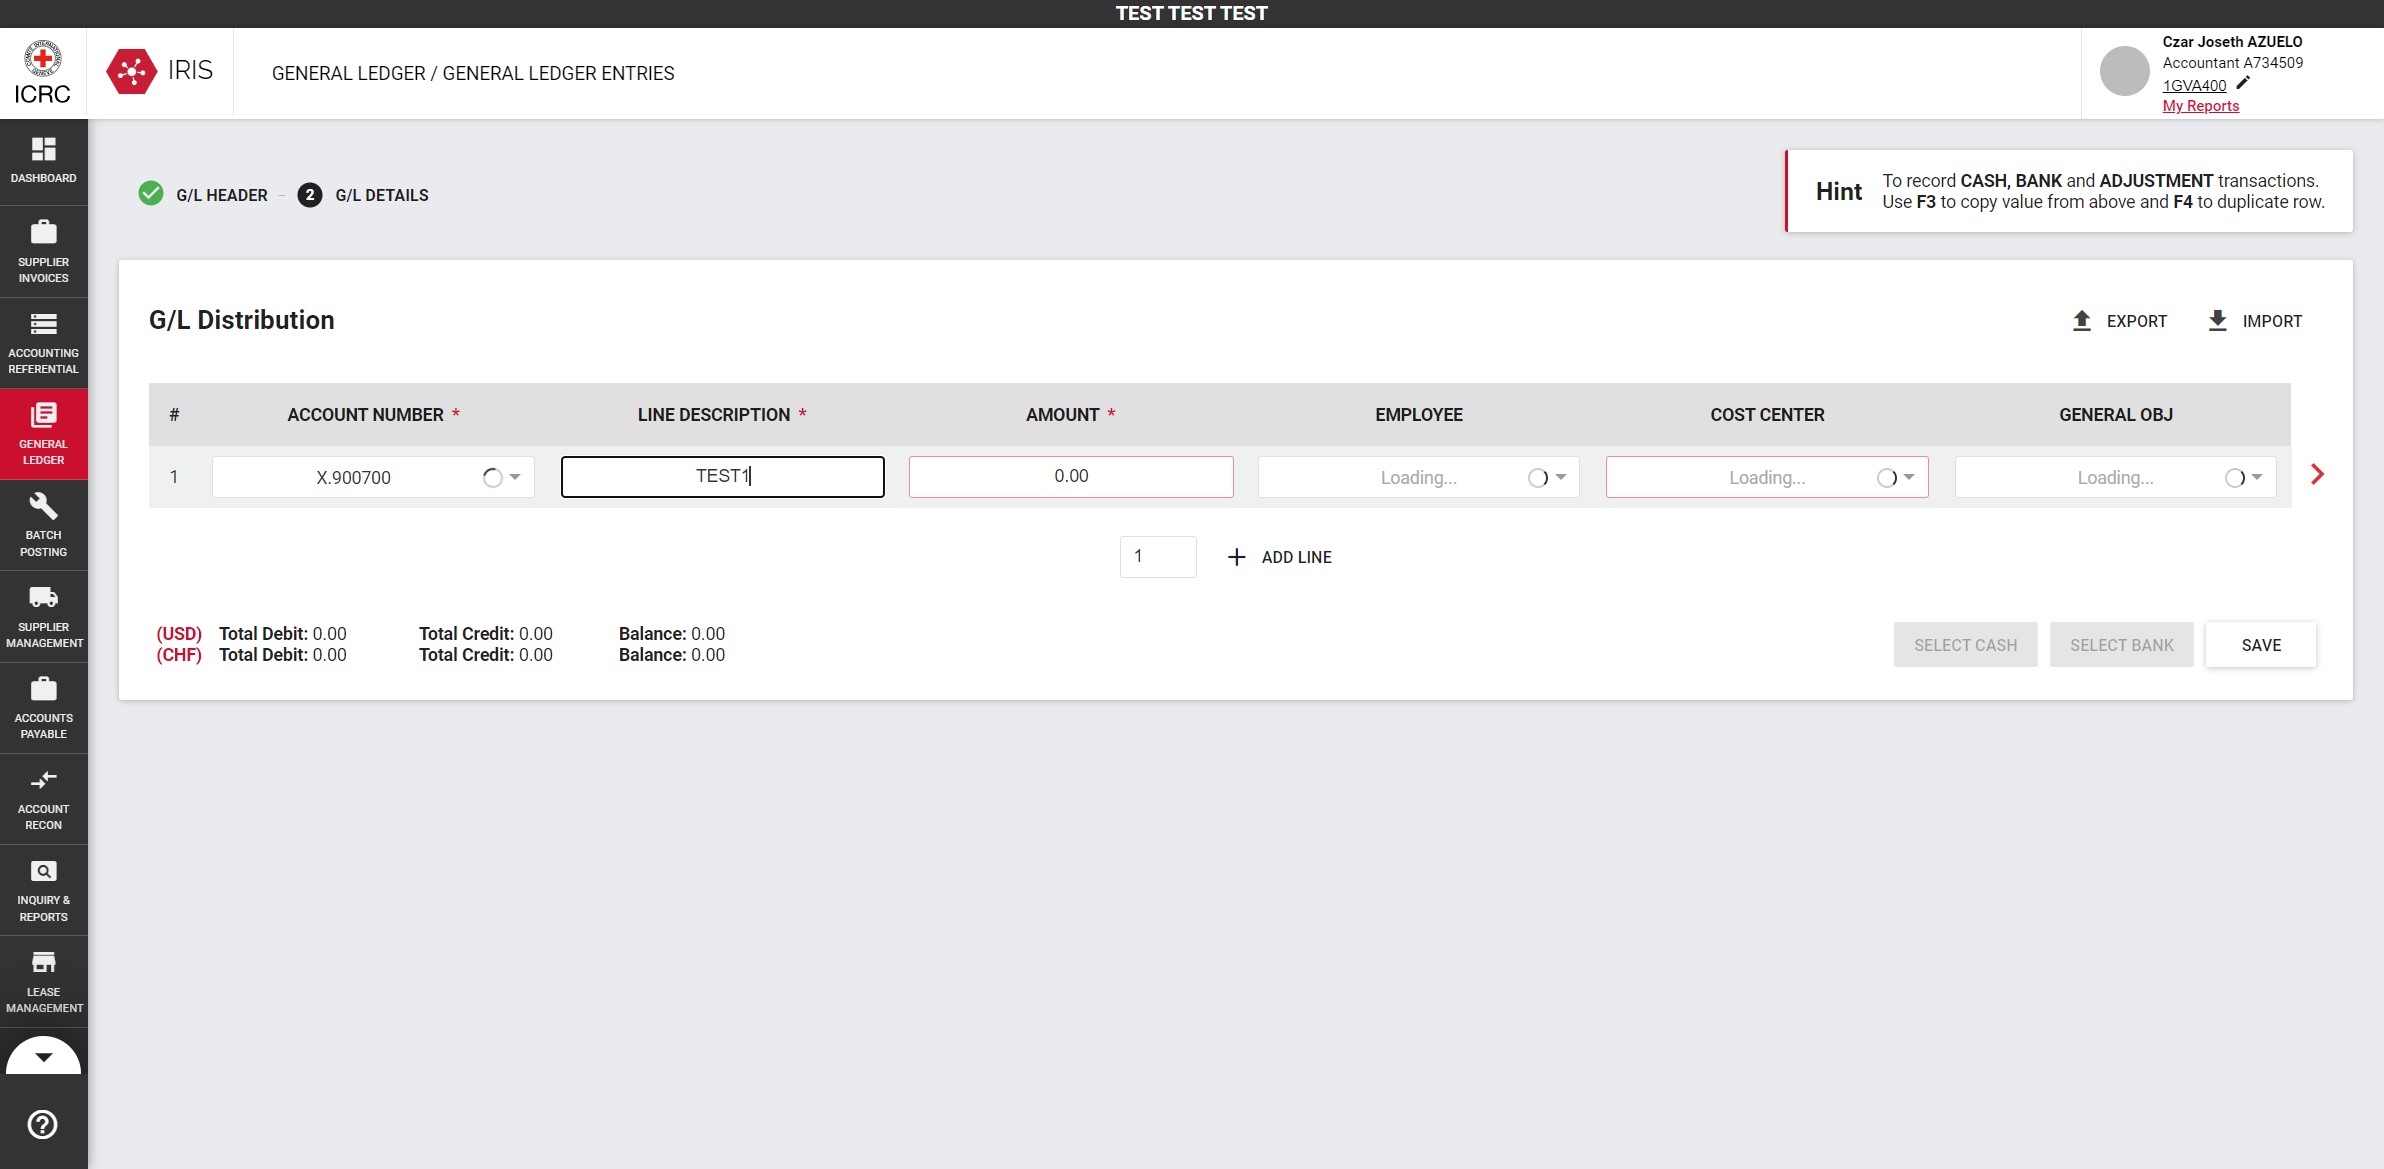 TEST TEST TEST
ICRC
IRIS
GENERAL LEDGER / GENERAL LEDGER ENTRIES
Czar Joseth AZUELO
Accountant A734509
1GVA400
My Reports
DASHBOARD
SUPPLIER
INVOICES
ACCOUNTING
REFERENTIAL
GENERAL
LEDGER
BATCH
POSTING
SUPPLIER
MANAGEMENT
ACCOUNTS
PAYABLE
ACCOUNT
RECON
INQUIRY &
REPORTS
LEASE
MANAGEMENT
G/L HEADER – 2 G/L DETAILS
Hint
To record CASH, BANK and ADJUSTMENT transactions.
Use F3 to copy value from above and F4 to duplicate row.
G/L Distribution
EXPORT IMPORT
# ACCOUNT NUMBER * LINE DESCRIPTION * AMOUNT * EMPLOYEE COST CENTER GENERAL OBJ
1 X.900700 TEST1 0.00 Loading... Loading... Loading...
1 ADD LINE
(USD) Total Debit: 0.00 Total Credit: 0.00 Balance: 0.00
(CHF) Total Debit: 0.00 Total Credit: 0.00 Balance: 0.00
SELECT CASH SELECT BANK SAVE